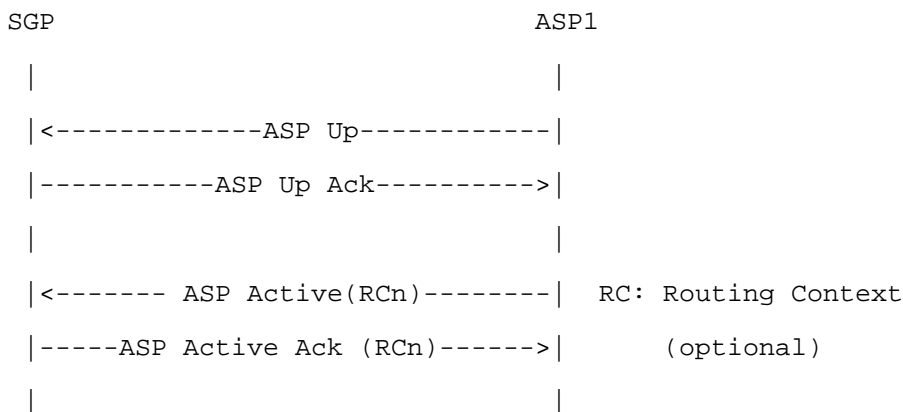 SGP                             ASP1
 |                               |
 |<-------------ASP Up------------|
 |-----------ASP Up Ack---------->|
 |                               |
 |<------- ASP Active(RCn)--------|  RC: Routing Context
 |-----ASP Active Ack (RCn)------>|      (optional)
 |                               |